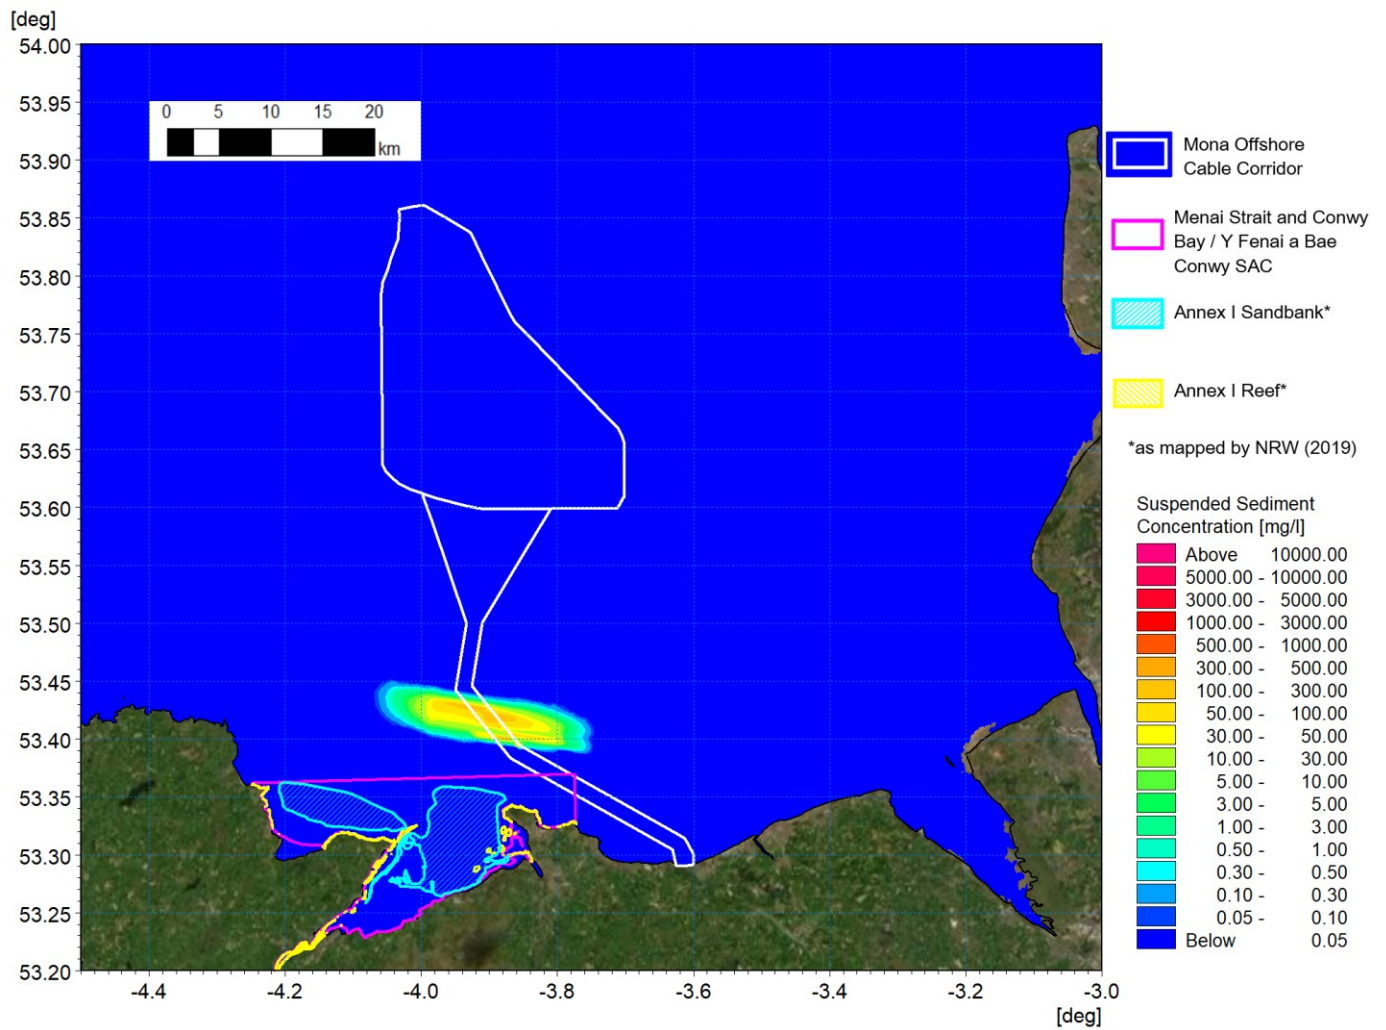 [deg]
54.00
53.95
53.90
53.85
53.80
53.75
53.70
53.65
53.60
53.55
53.50
53.45
53.40
53.35
53.30
53.25
53.20
-4.4 -4.2 -4.0 -3.8 -3.6 -3.4 -3.2 -3.0
[deg]
0 5 10 15 20
km
Mona Offshore
Cable Corridor
Menai Strait and Conwy
Bay / Y Fenai a Bae
Conwy SAC
Annex I Sandbank*
Annex I Reef*
*as mapped by NRW (2019)
Suspended Sediment
Concentration [mg/l]
Above 10000.00
5000.00 - 10000.00
3000.00 - 5000.00
1000.00 - 3000.00
500.00 - 1000.00
300.00 - 500.00
100.00 - 300.00
50.00 - 100.00
30.00 - 50.00
10.00 - 30.00
5.00 - 10.00
3.00 - 5.00
1.00 - 3.00
0.50 - 1.00
0.30 - 0.50
0.10 - 0.30
0.05 - 0.10
Below 0.05